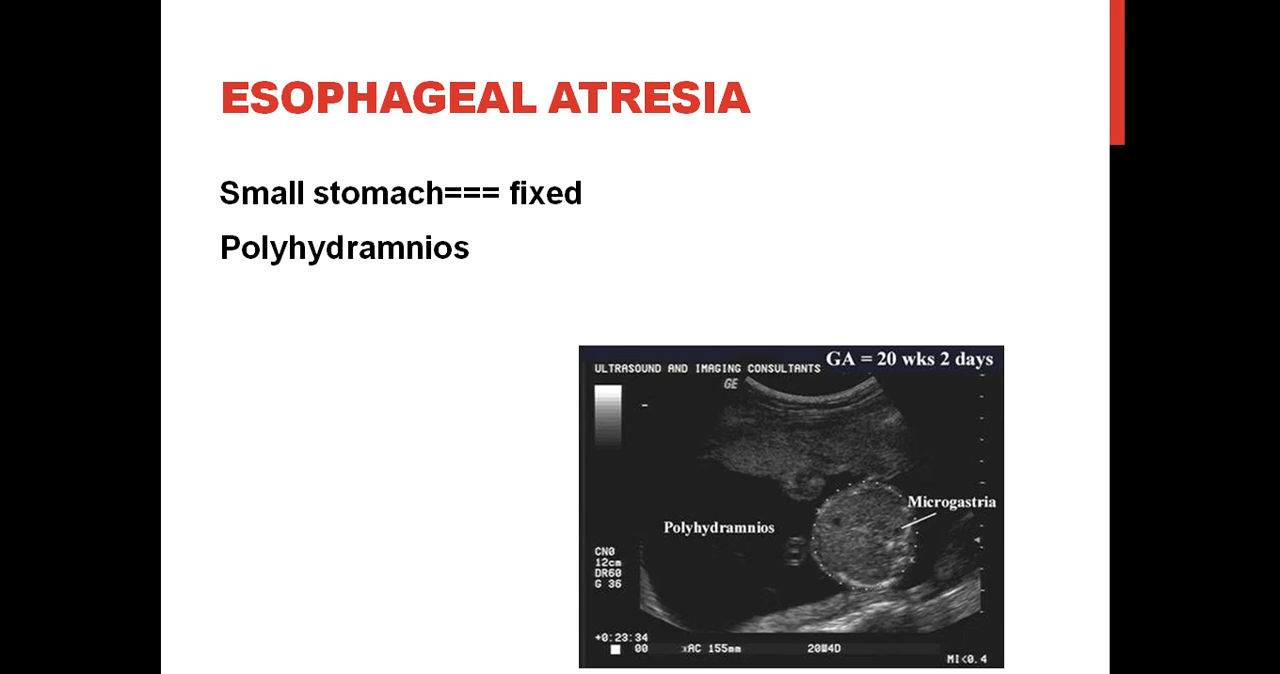 ESOPHAGEAL ATRESIA
Small stomach=== fixed
Polyhydramnios
GA = 20 wks 2 days
ULTRASOUND AND IMAGING CONSULTANTS
GE
Microgastria
Polyhydramnios
CN0
12cm
DR60
G 36
+0:23:34
00 xAC 155mm 20W4D
MI<0.4